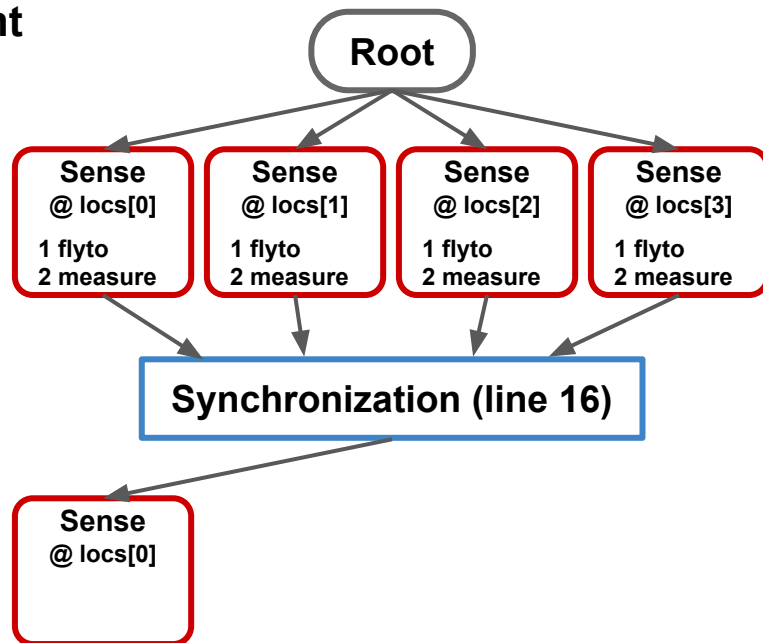 Root
Sense
@ locs[0]
1 flyto
2 measure
Sense
@ locs[1]
1 flyto
2 measure
Sense
@ locs[2]
1 flyto
2 measure
Sense
@ locs[3]
1 flyto
2 measure
Synchronization (line 16)
Sense
@ locs[0]